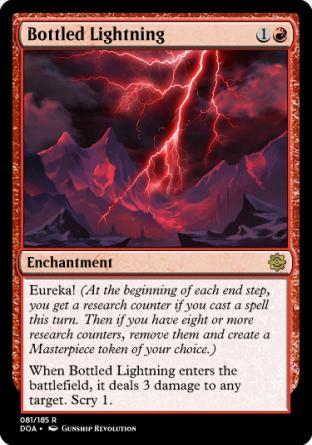 Bottled Lightning 1
Enchantment
Eureka! (At the beginning of each end step,
you get a research counter if you cast a spell
this turn. Then if you have eight or more
research counters, remove them and create a
Masterpiece token of your choice.)
When Bottled Lightning enters the
battlefield, it deals 3 damage to any
target. Scry 1.
081/185 R
DOA • Gunship Revolution